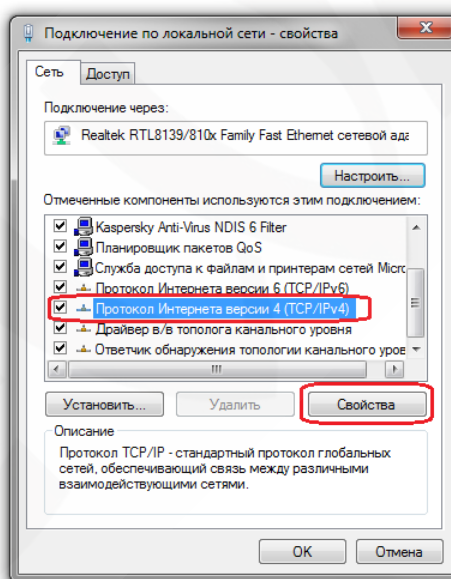 Подключение по локальной сети - свойства
Сеть
Доступ
Подключение через:
Realtek RTL8139/810x Family Fast Ethernet сетевой ада
Настроить...
Отмеченные компоненты используются этим подключением:
Kaspersky Anti-Virus NDIS 6 Filter
Планировщик пакетов QoS
Служба доступа к файлам и принтерам сетей Micro
Протокол Интернета версии 6 (TCP/IPv6)
Протокол Интернета версии 4 (TCP/IPv4)
Драйвер в/в тополога канального уровня
Ответчик обнаружения топологии канального уров
Установить...
Удалить
Свойства
Описание
Протокол TCP/IP - стандартный протокол глобальных
сетей, обеспечивающий связь между различными
взаимодействующими сетями.
OK
Отмена